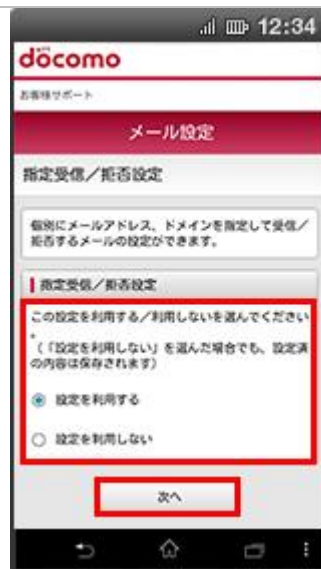 12:34
döcomo
お客様サポート
メール設定
指定受信/拒否設定
個別にメールアドレス、ドメインを指定して受信/
拒否するメールの設定ができます。
指定受信/拒否設定
この設定を利用する/利用しないを選んでください
。
(「設定を利用しない」を選んだ場合でも、設定済
の内容は保存されます)
設定を利用する
設定を利用しない
次へ